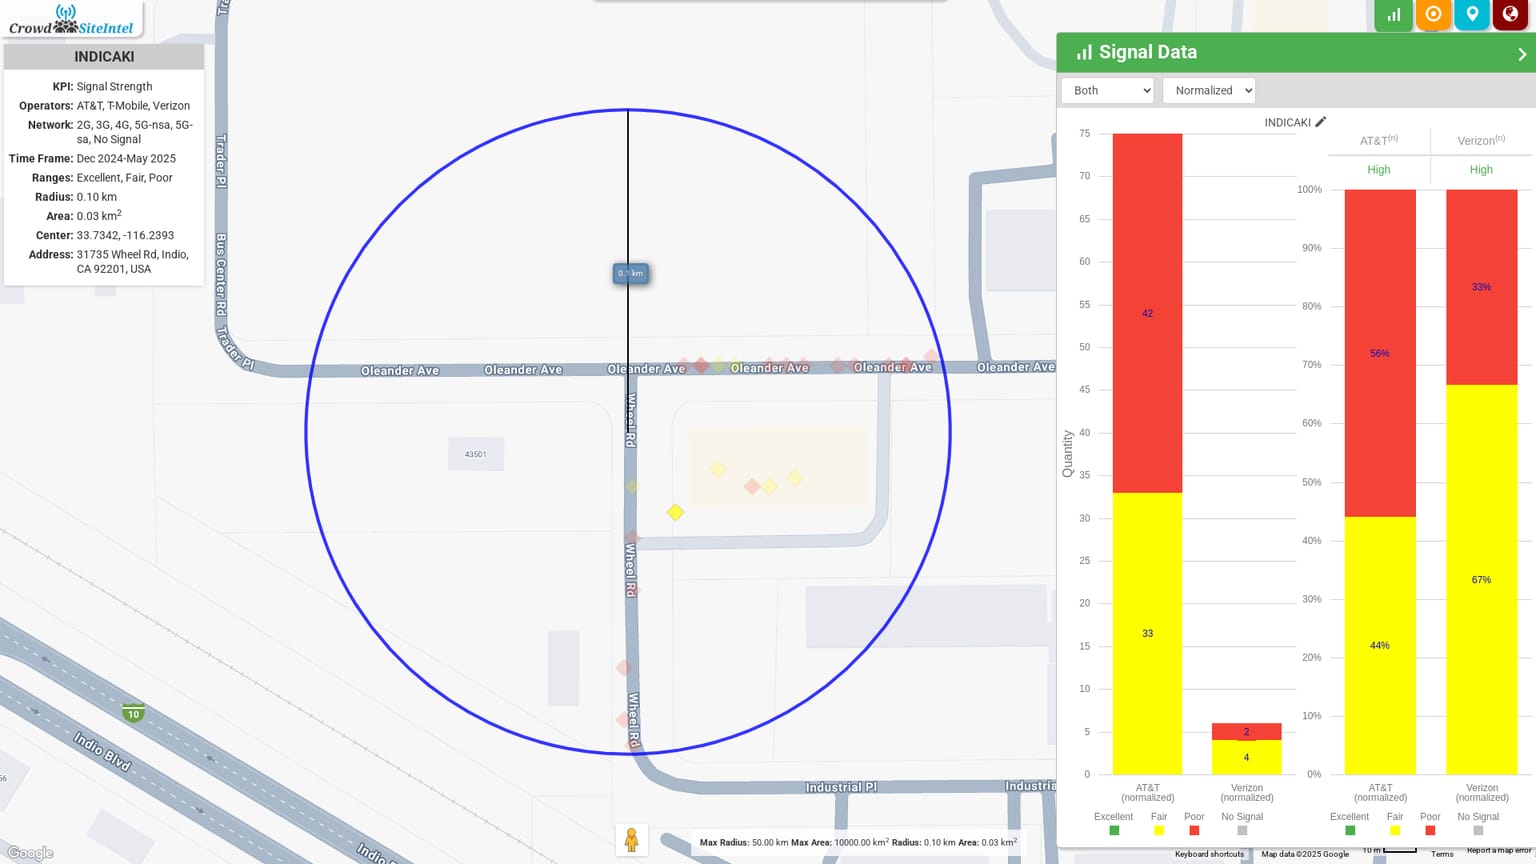 Crowd SiteIntel
INDICAKI
KPI: Signal Strength
Operators: AT&T, T-Mobile, Verizon
Network: 2G, 3G, 4G, 5G-nsa, 5G-
sa, No Signal
Time Frame: Dec 2024-May 2025
Ranges: Excellent, Fair, Poor
Radius: 0.10 km
Area: 0.03 km2
Center: 33.7342, -116.2393
Address: 31735 Wheel Rd, Indio,
CA 92201, USA
Trader Pl
Bus Center Rd
Trader Pl
0.1 km
Oleander Ave
Oleander Ave
Oleander Ave
Oleander Ave
Oleander Ave
Oleander Ave
Wheel Rd
43501
Wheel Rd
Wheel Rd
10
Indio Blvd
Industrial Pl
Google
Max Radius: 50.00 km Max Area: 10000.00 km2 Radius: 0.10 km Area: 0.03 km2
Signal Data
Both
Normalized
INDICAKI
75
70
65
60
55
50
45
40
35
30
25
20
15
10
5
0
Quantity
42
33
2
4
AT&T
(normalized)
Verizon
(normalized)
Excellent
Fair
Poor
No Signal
AT&T(n)
Verizon(n)
High
High
100%
90%
80%
70%
60%
50%
40%
30%
20%
10%
0%
56%
44%
33%
67%
AT&T
(normalized)
Verizon
(normalized)
Excellent
Fair
Poor
No Signal
Keyboard shortcuts
Map data ©2025 Google
10 m
Terms
Report a map error